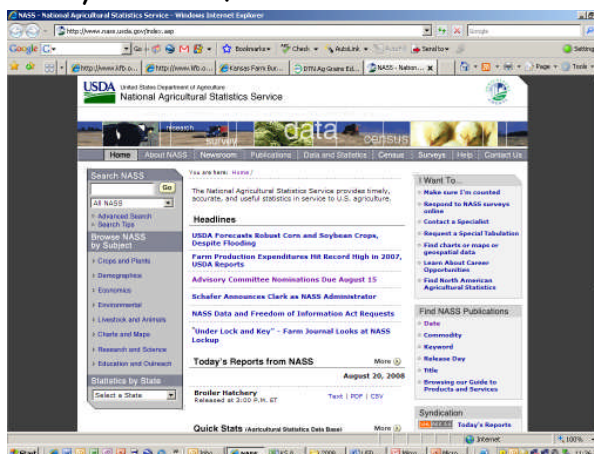 NASS - National Agricultural Statistics Service - Windows Internet Explorer
http://www.nass.usda.gov/index.asp
Google
Bookmarks
Check
AutoLink
Send to
http://www.kfb.o...
http://www.kfb.o...
Kansas Farm Bur...
DTN Ag Grains Ed...
NASS - Nation...
Page
Tools
USDA United States Department of Agriculture
National Agricultural Statistics Service
research
survey
data
census
Home
About NASS
Newsroom
Publications
Data and Statistics
Census
Surveys
Help
Contact Us
Search NASS
Go
All NASS
Advanced Search
Search Tips
Browse NASS
by Subject
Crops and Plants
Demographics
Economics
Environmental
Livestock and Animals
Charts and Maps
Research and Science
Education and Outreach
Statistics by State
Select a State
You are here: Home /
The National Agricultural Statistics Service provides timely,
accurate, and useful statistics in service to U.S. agriculture.
Headlines
USDA Forecasts Robust Corn and Soybean Crops,
Despite Flooding
Farm Production Expenditures Hit Record High in 2007,
USDA Reports
Advisory Committee Nominations Due August 15
Schafer Announces Clark as NASS Administrator
NASS Data and Freedom of Information Act Requests
"Under Lock and Key" - Farm Journal Looks at NASS
Lockup
Today's Reports from NASS
More
August 20, 2008
Broiler Hatchery
Released at 3:00 P.M. ET
Text | PDF | CSV
Quick Stats (Agricultural Statistics Data Base)
More
I Want To...
Make sure I'm counted
Respond to NASS surveys
online
Contact a Specialist
Request a Special Tabulation
Find charts or maps or
geospatial data
Learn About Career
Opportunities
Find North American
Agricultural Statistics
Find NASS Publications
Date
Commodity
Keyword
Release Day
Title
Browsing our Guide to
Products and Services
Syndication
Today's Reports
Internet
100%